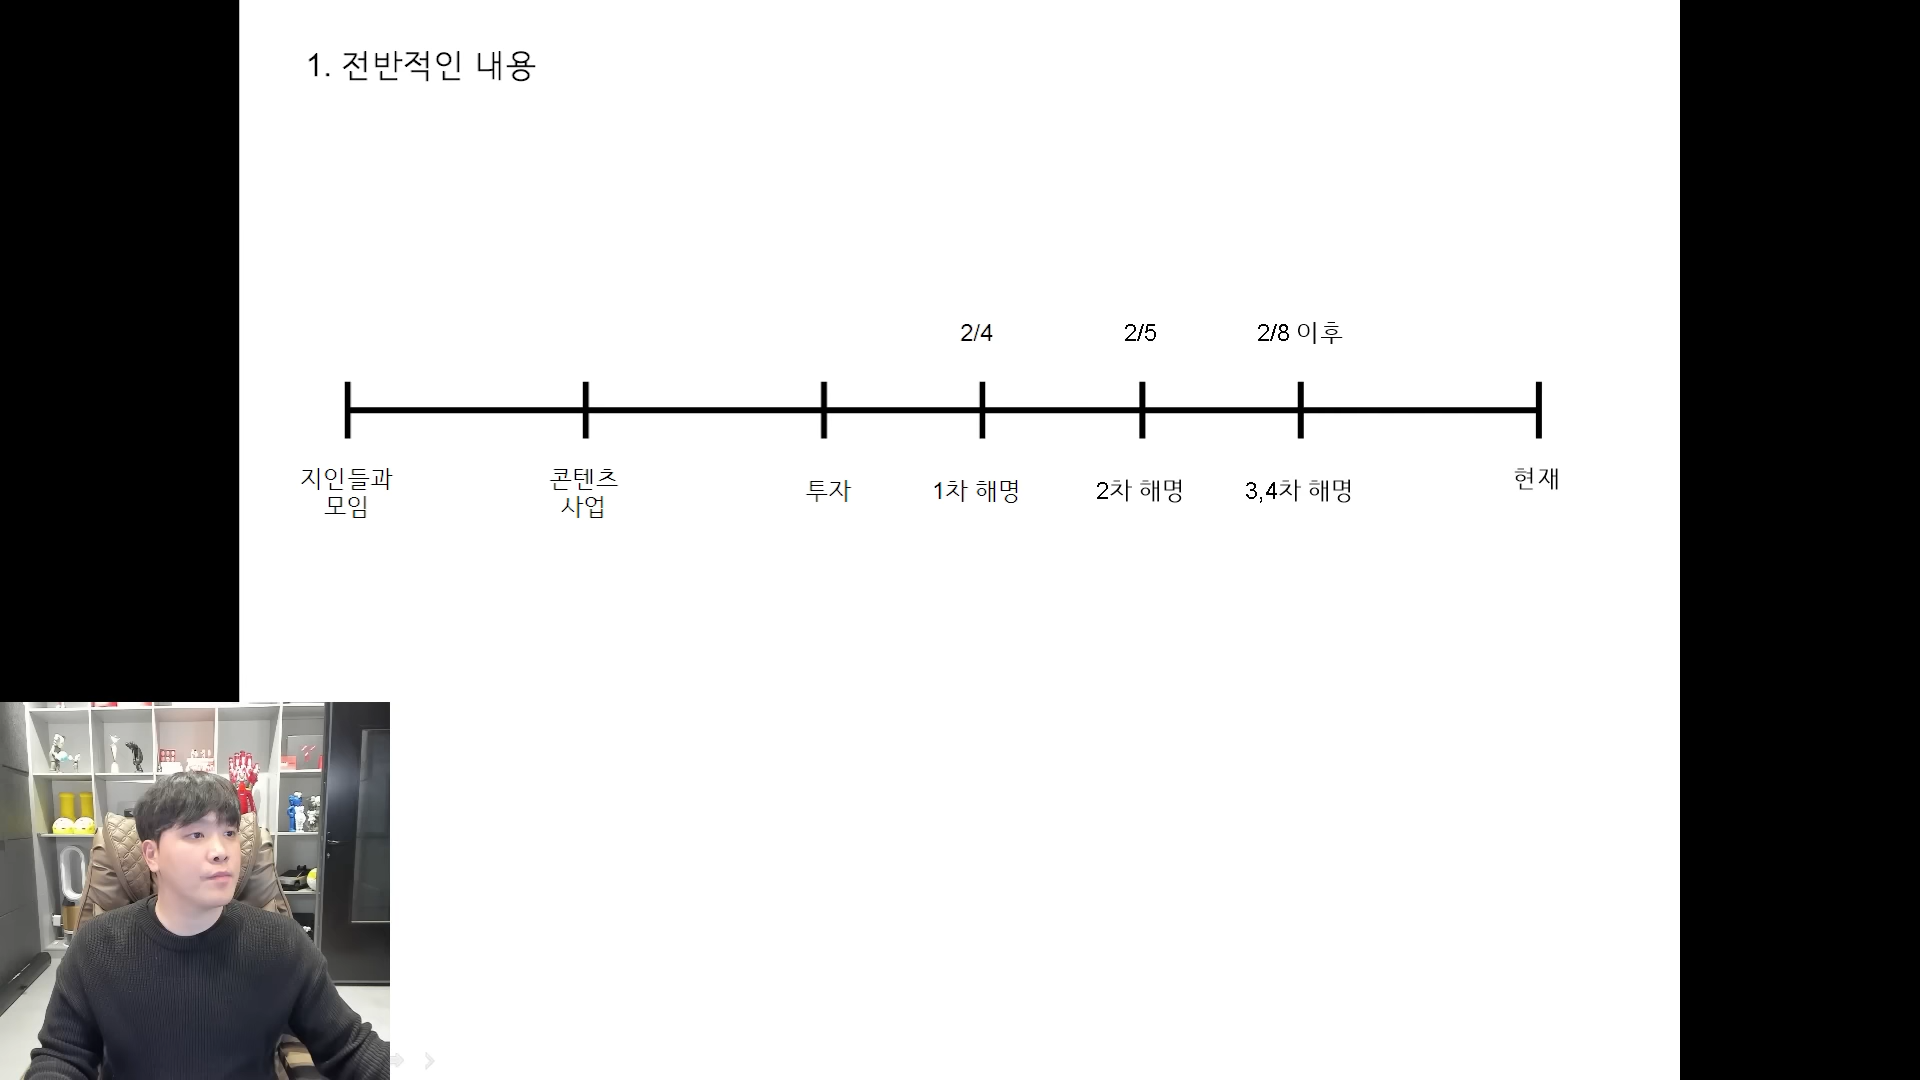 1. 전반적인 내용
2/4
2/5
2/8 이후
지인들과
모임
콘텐츠
사업
투자
1차 해명
2차 해명
3,4차 해명
현재